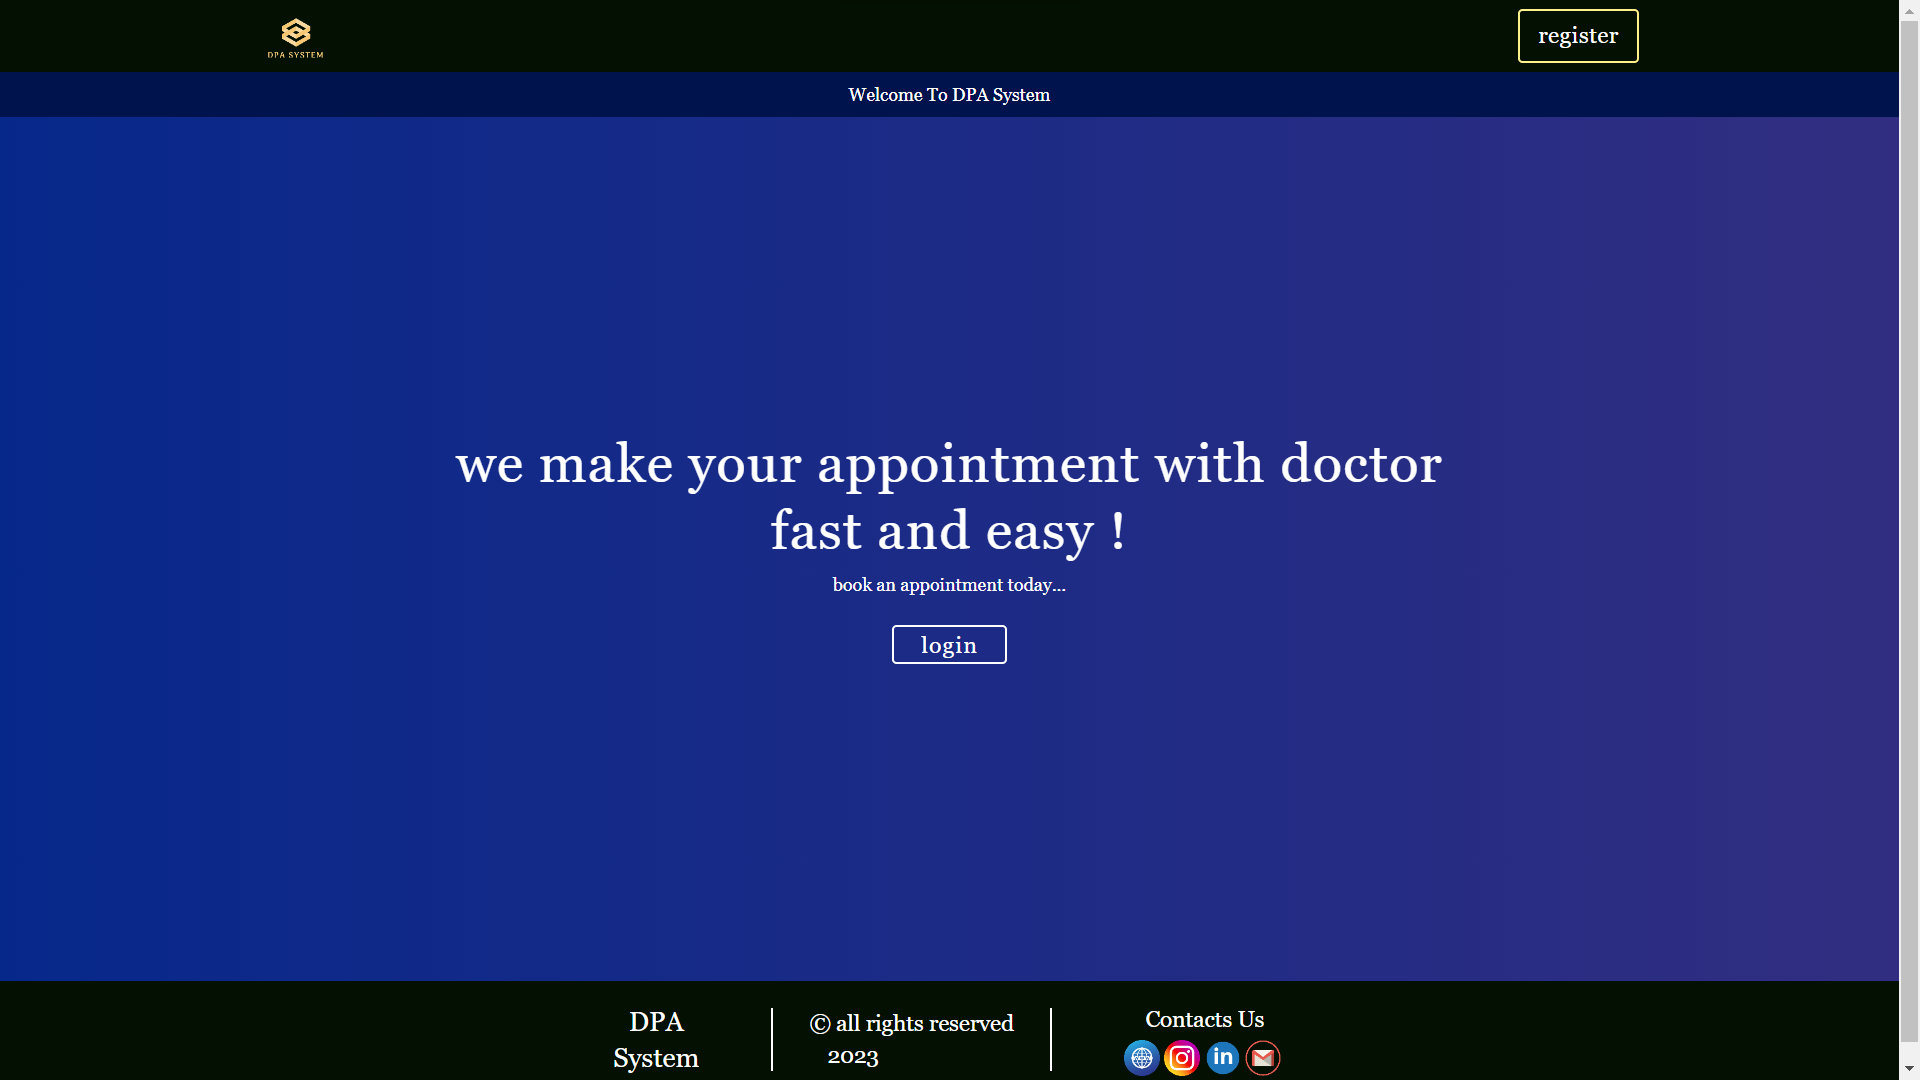 DPA SYSTEM
register
Welcome To DPA System
we make your appointment with doctor
fast and easy !
book an appointment today...
login
DPA
System
© all rights reserved
2023
Contacts Us
in